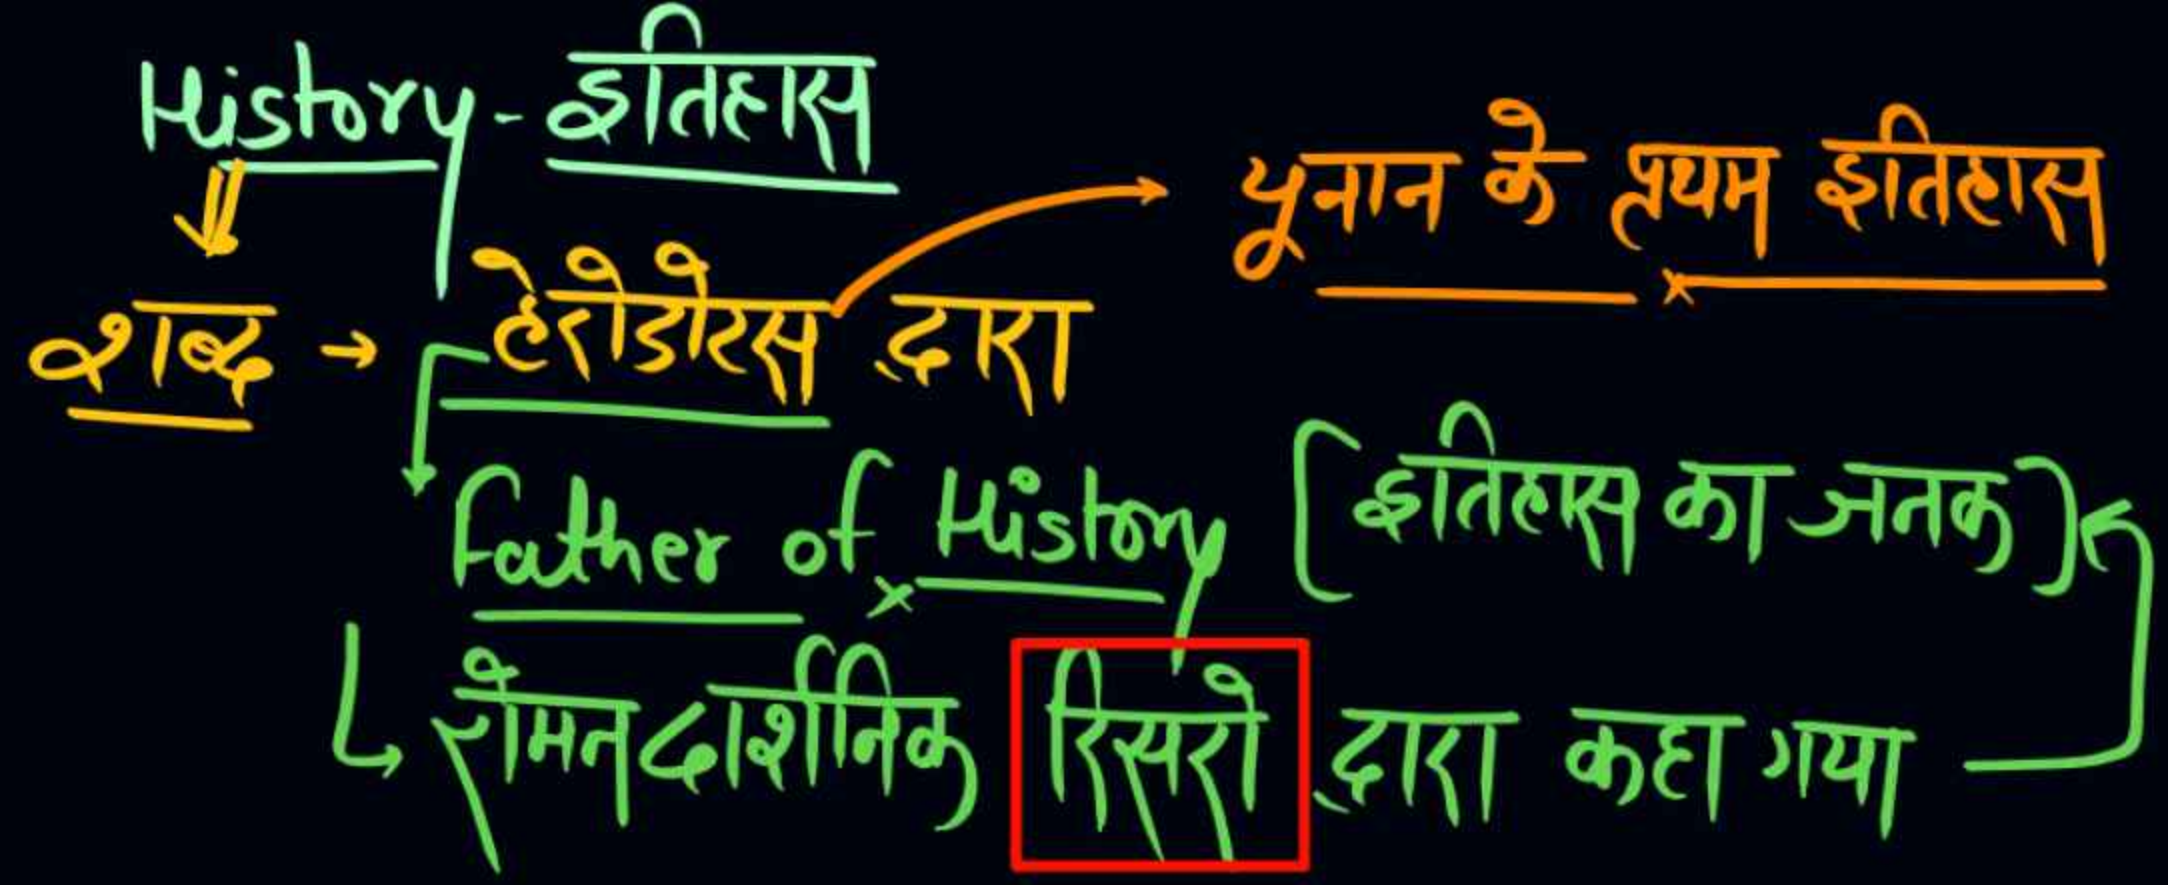 History - इतिहास
यूनान के प्रथम इतिहास
शब्द → हेरोडोटस द्वारा
Father of History [इतिहास का जनक]
रोमन दार्शनिक रिसरो द्वारा कहा गया